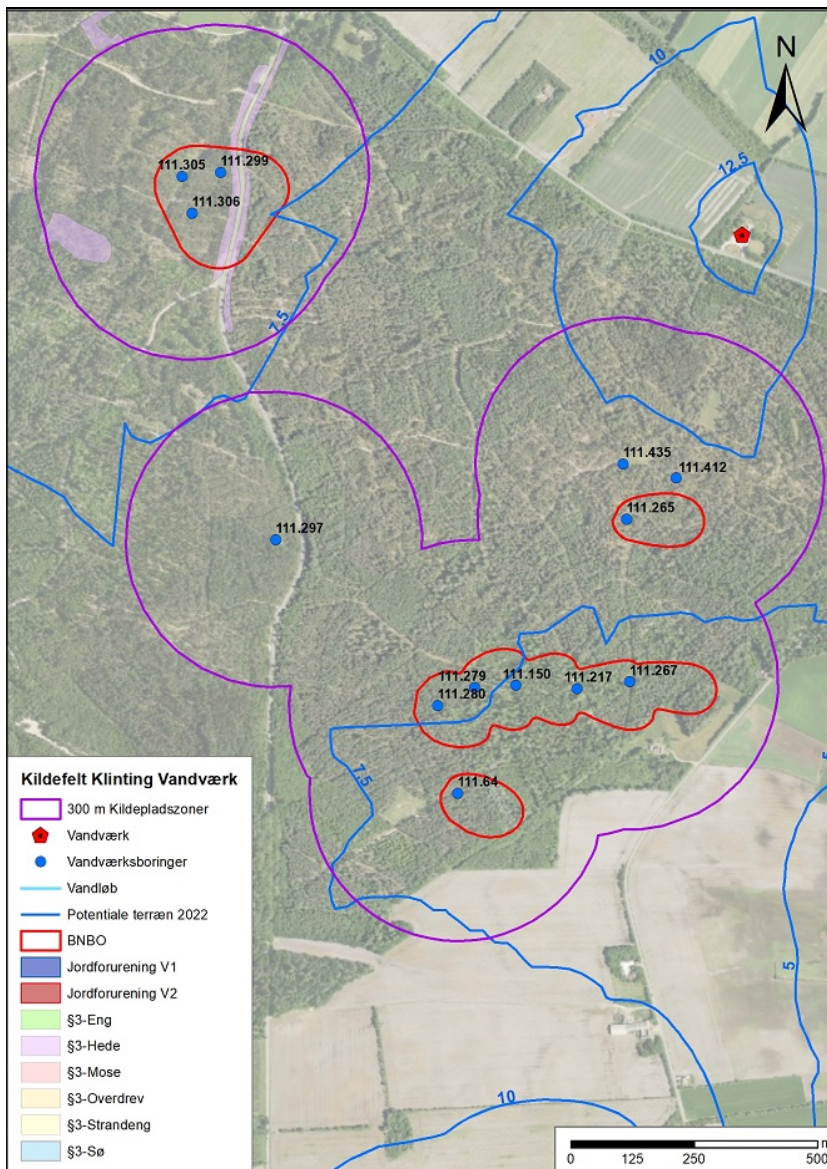 N
10
12,5
111.305
111.299
111.306
7,5
111.435
111.412
111.265
111.297
111.279
111.150
111.217
111.267
111.280
7,5
111.64
5
5
10
Kildefelt Klinting Vandværk
300 m Kildepladszoner
Vandværk
Vandværksboringer
Vandløb
Potentiale terræn 2022
BNBO
Jordforurening V1
Jordforurening V2
§3-Eng
§3-Hede
§3-Mose
§3-Overdrev
§3-Strandeng
§3-Sø
m
0 125 250 500